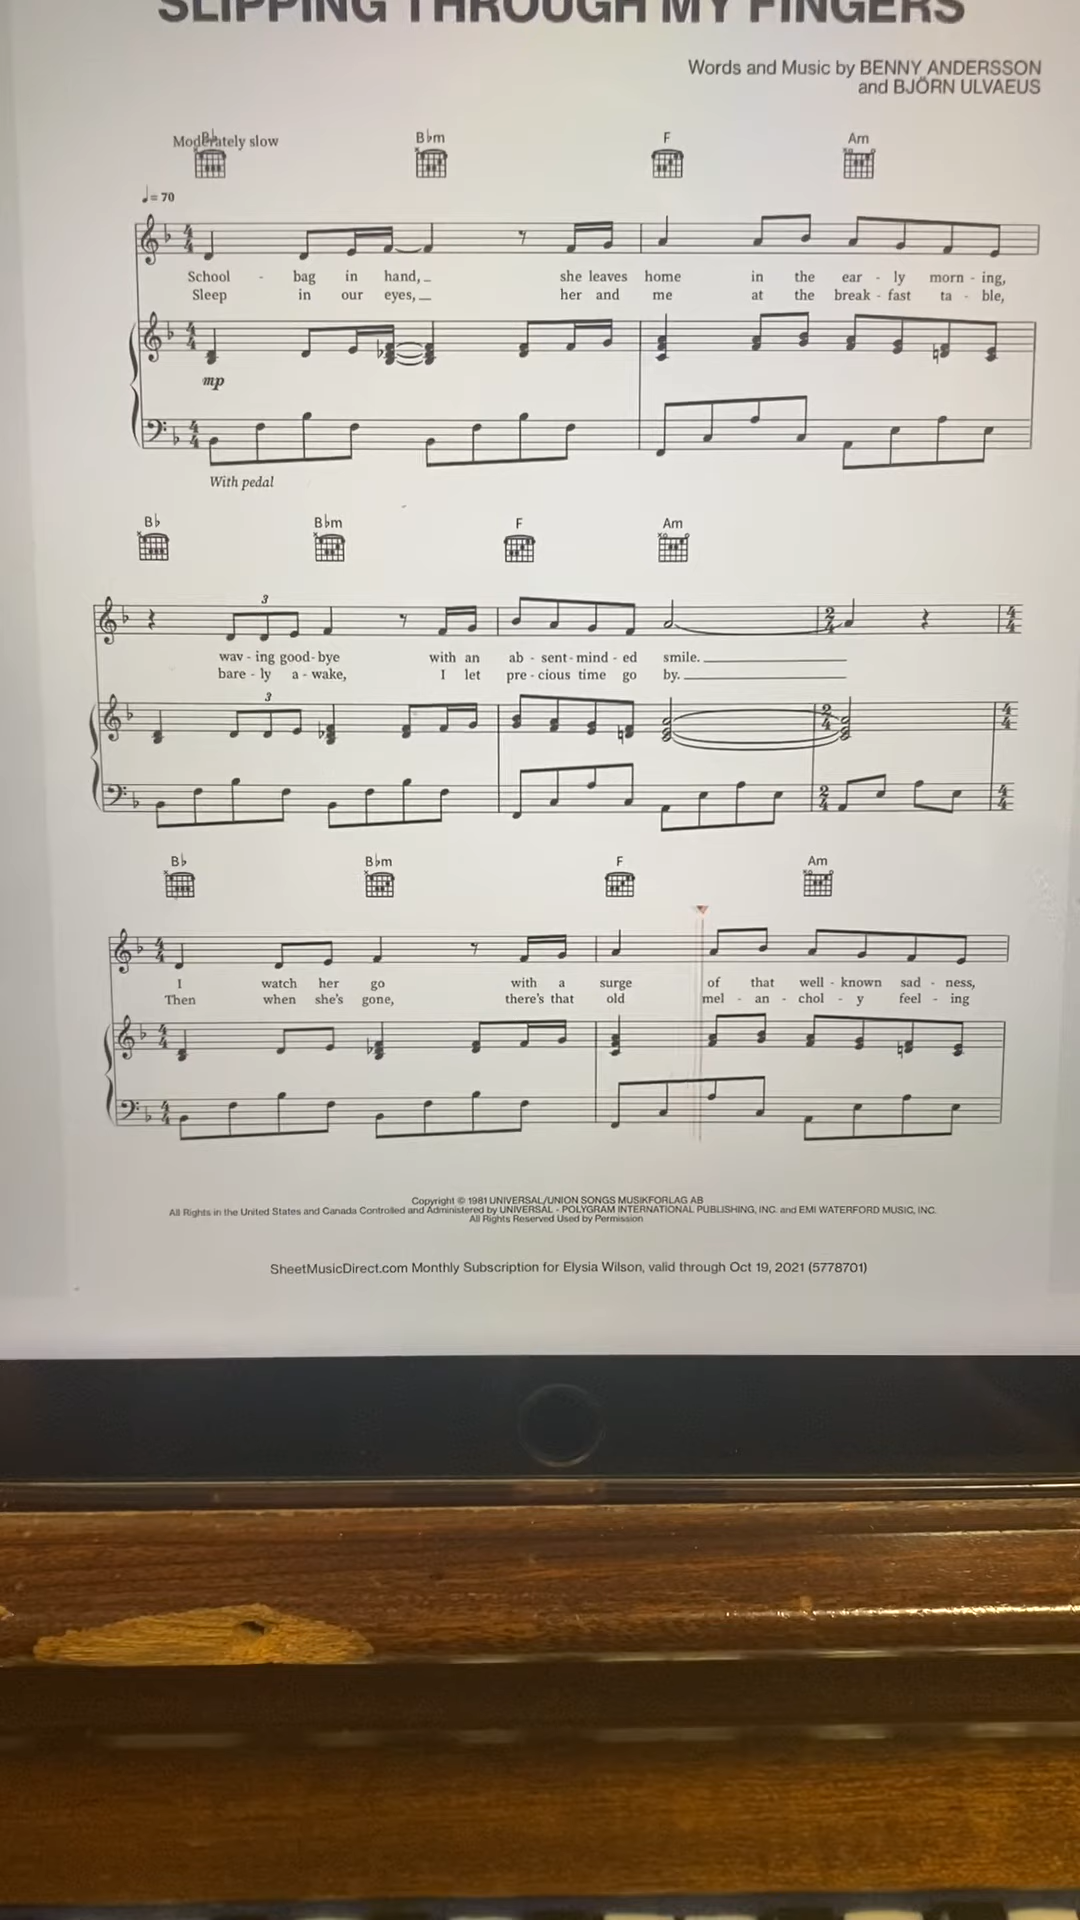 SLIPPING THROUGH MY FINGERS
Words and Music by BENNY ANDERSSON
and BJÖRN ULVAEUS
Moderately slow
B♭ B♭m F Am
♩= 70
4/4
School - bag in hand, she leaves home in the ear - ly morn - ing,
Sleep in our eyes, her and me at the break - fast ta - ble,
mp
With pedal
B♭ B♭m F Am
3
wav - ing good - bye with an ab - sent - mind - ed smile.
bare - ly a - wake, I let pre - cious time go by.
3
B♭ B♭m F Am
I watch her go with a surge of that well - known sad - ness,
Then when she's gone, there's that old mel - an - chol - y feel - ing
Copyright © 1981 UNIVERSAL/UNION SONGS MUSIKFORLAG AB
All Rights in the United States and Canada Controlled and Administered by UNIVERSAL - POLYGRAM INTERNATIONAL PUBLISHING, INC. and EMI WATERFORD MUSIC, INC.
All Rights Reserved Used by Permission
SheetMusicDirect.com Monthly Subscription for Elysia Wilson, valid through Oct 19, 2021 (5778701)